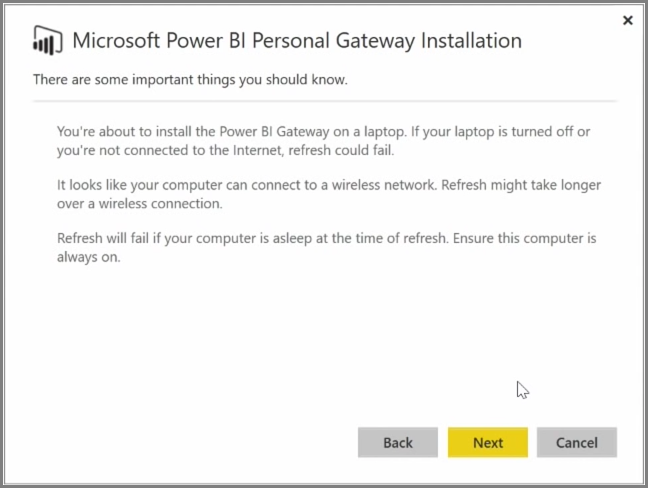 Microsoft Power BI Personal Gateway Installation
There are some important things you should know.
You're about to install the Power BI Gateway on a laptop. If your laptop is turned off or
you're not connected to the Internet, refresh could fail.
It looks like your computer can connect to a wireless network. Refresh might take longer
over a wireless connection.
Refresh will fail if your computer is asleep at the time of refresh. Ensure this computer is
always on.
Back Next Cancel